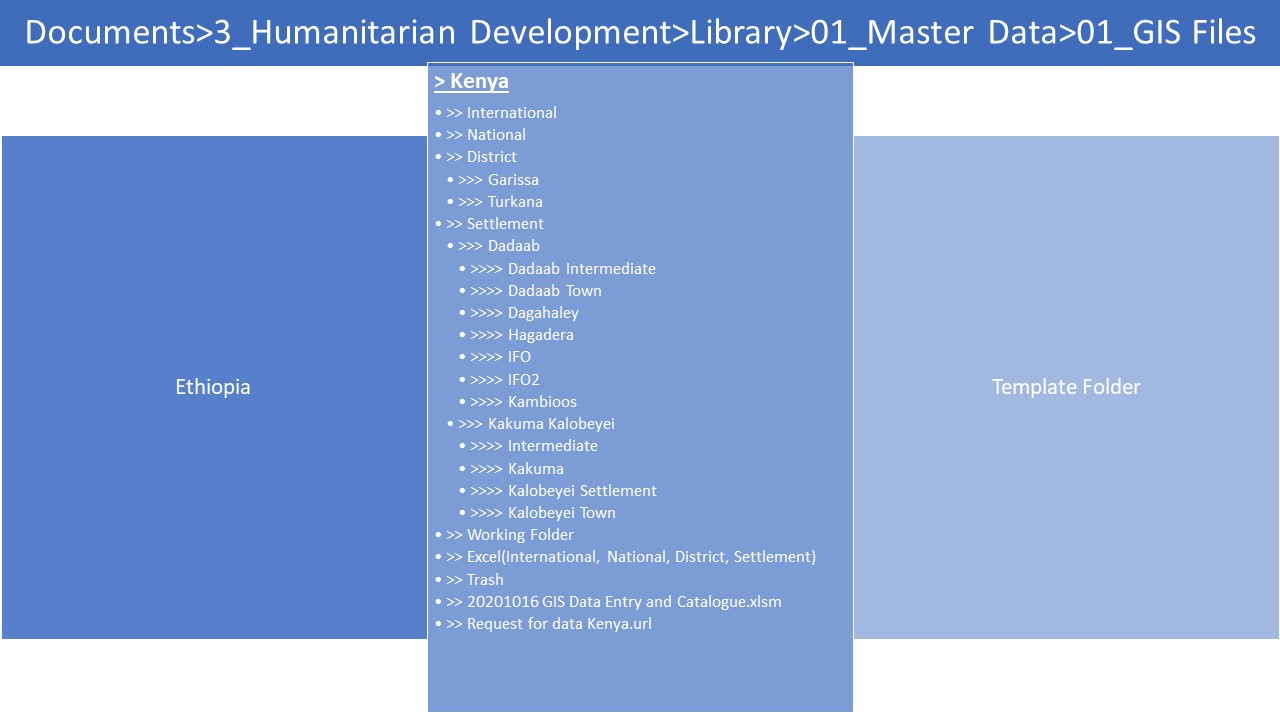 Documents>3_Humanitarian Development>Library>01_Master Data>01_GIS Files
Ethiopia
> Kenya
• >> International
• >> National
• >> District
• >>> Garissa
• >>> Turkana
• >> Settlement
• >>> Dadaab
• >>>> Dadaab Intermediate
• >>>> Dadaab Town
• >>>> Dagahaley
• >>>> Hagadera
• >>>> IFO
• >>>> IFO2
• >>>> Kambioos
• >>> Kakuma Kalobeyei
• >>>> Intermediate
• >>>> Kakuma
• >>>> Kalobeyei Settlement
• >>>> Kalobeyei Town
• >> Working Folder
• >> Excel(International, National, District, Settlement)
• >> Trash
• >> 20201016 GIS Data Entry and Catalogue.xlsm
• >> Request for data Kenya.url
Template Folder